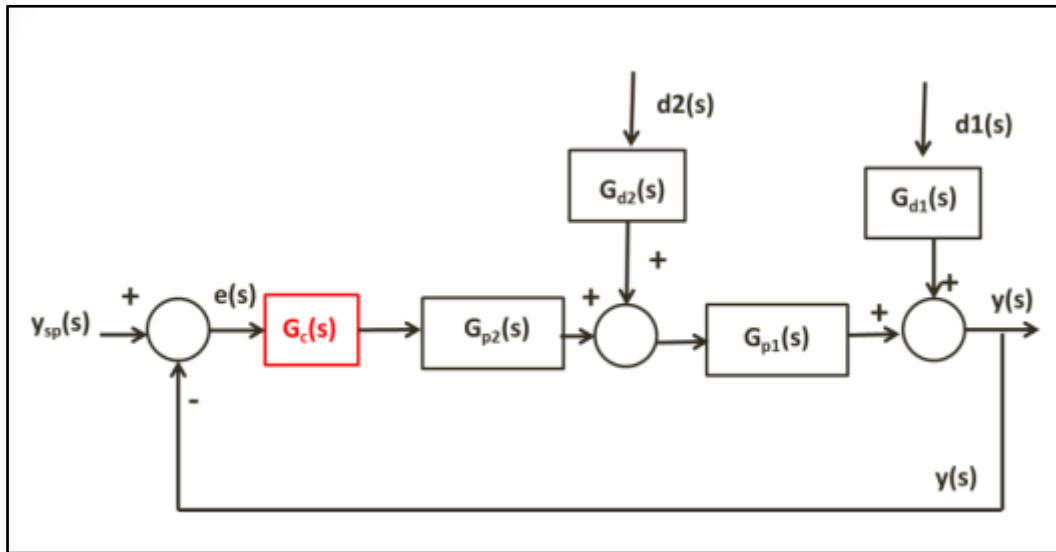 d2(s)
d1(s)
G_d2(s)
G_d1(s)
+
+
+
e(s)
+
+
y(s)
y_sp(s)
G_c(s)
G_p2(s)
G_p1(s)
-
y(s)